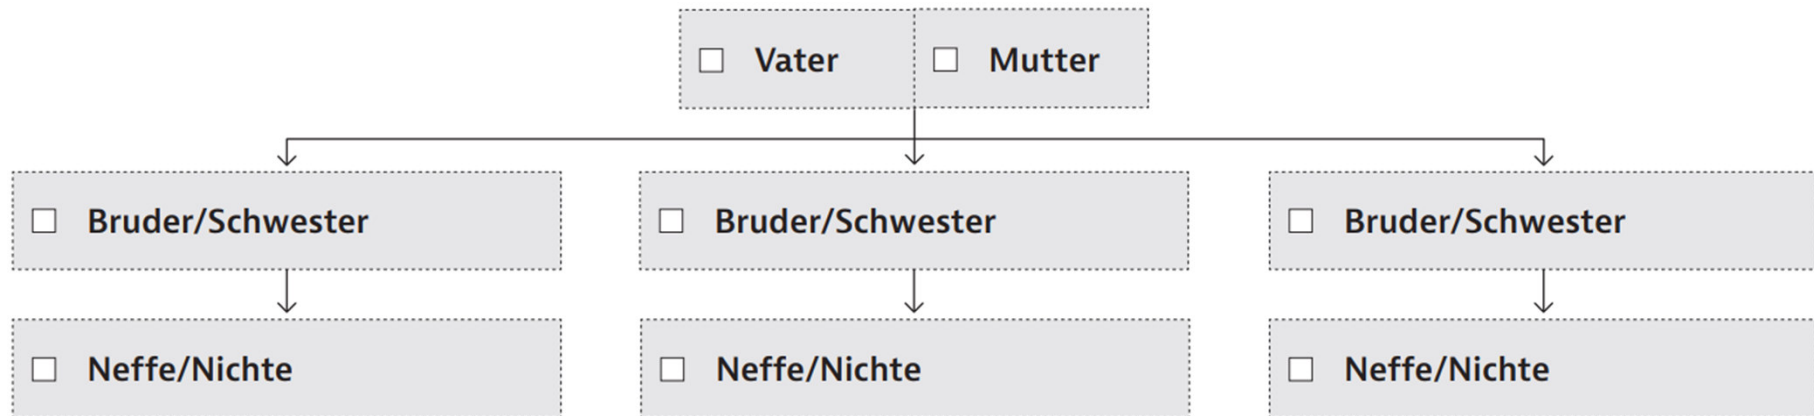 ☐ Vater ☐ Mutter
☐ Bruder/Schwester ☐ Bruder/Schwester ☐ Bruder/Schwester
☐ Neffe/Nichte ☐ Neffe/Nichte ☐ Neffe/Nichte